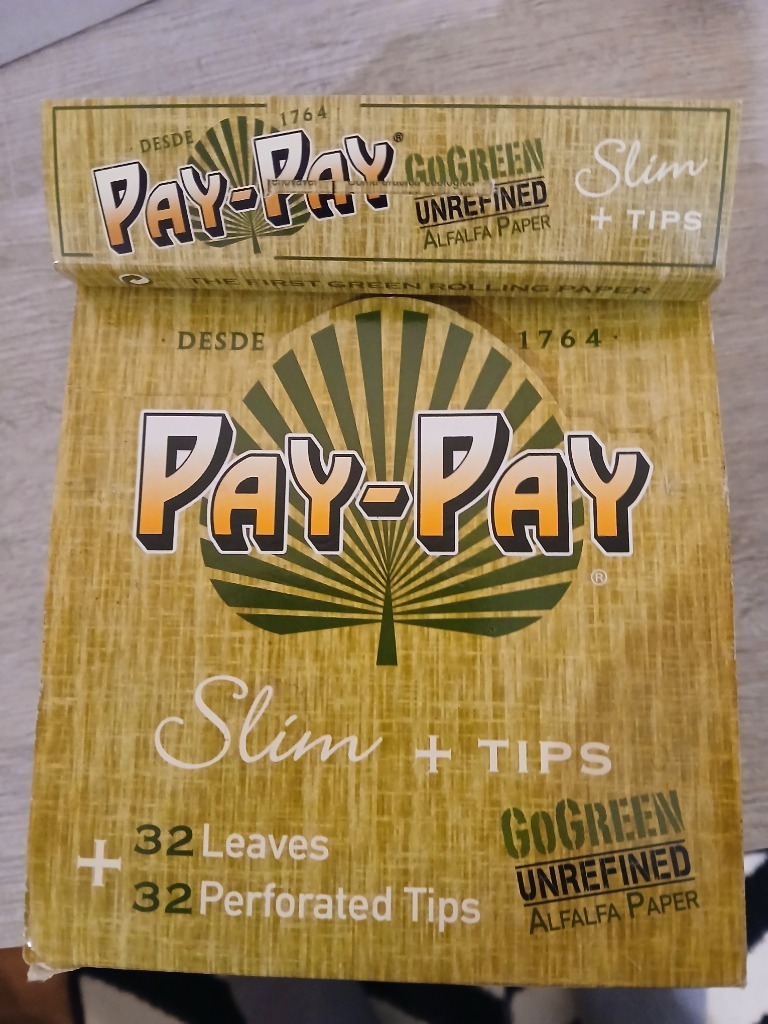 DESDE 1764
PAY-PAY®
GOGREEN
UNREFINED
ALFALFA PAPER
Slim
+ TIPS
THE FIRST GREEN ROLLING PAPER
· DESDE 1764 ·
PAY-PAY
®
Slim + TIPS
+ 32 Leaves
32 Perforated Tips
GOGREEN
UNREFINED
ALFALFA PAPER